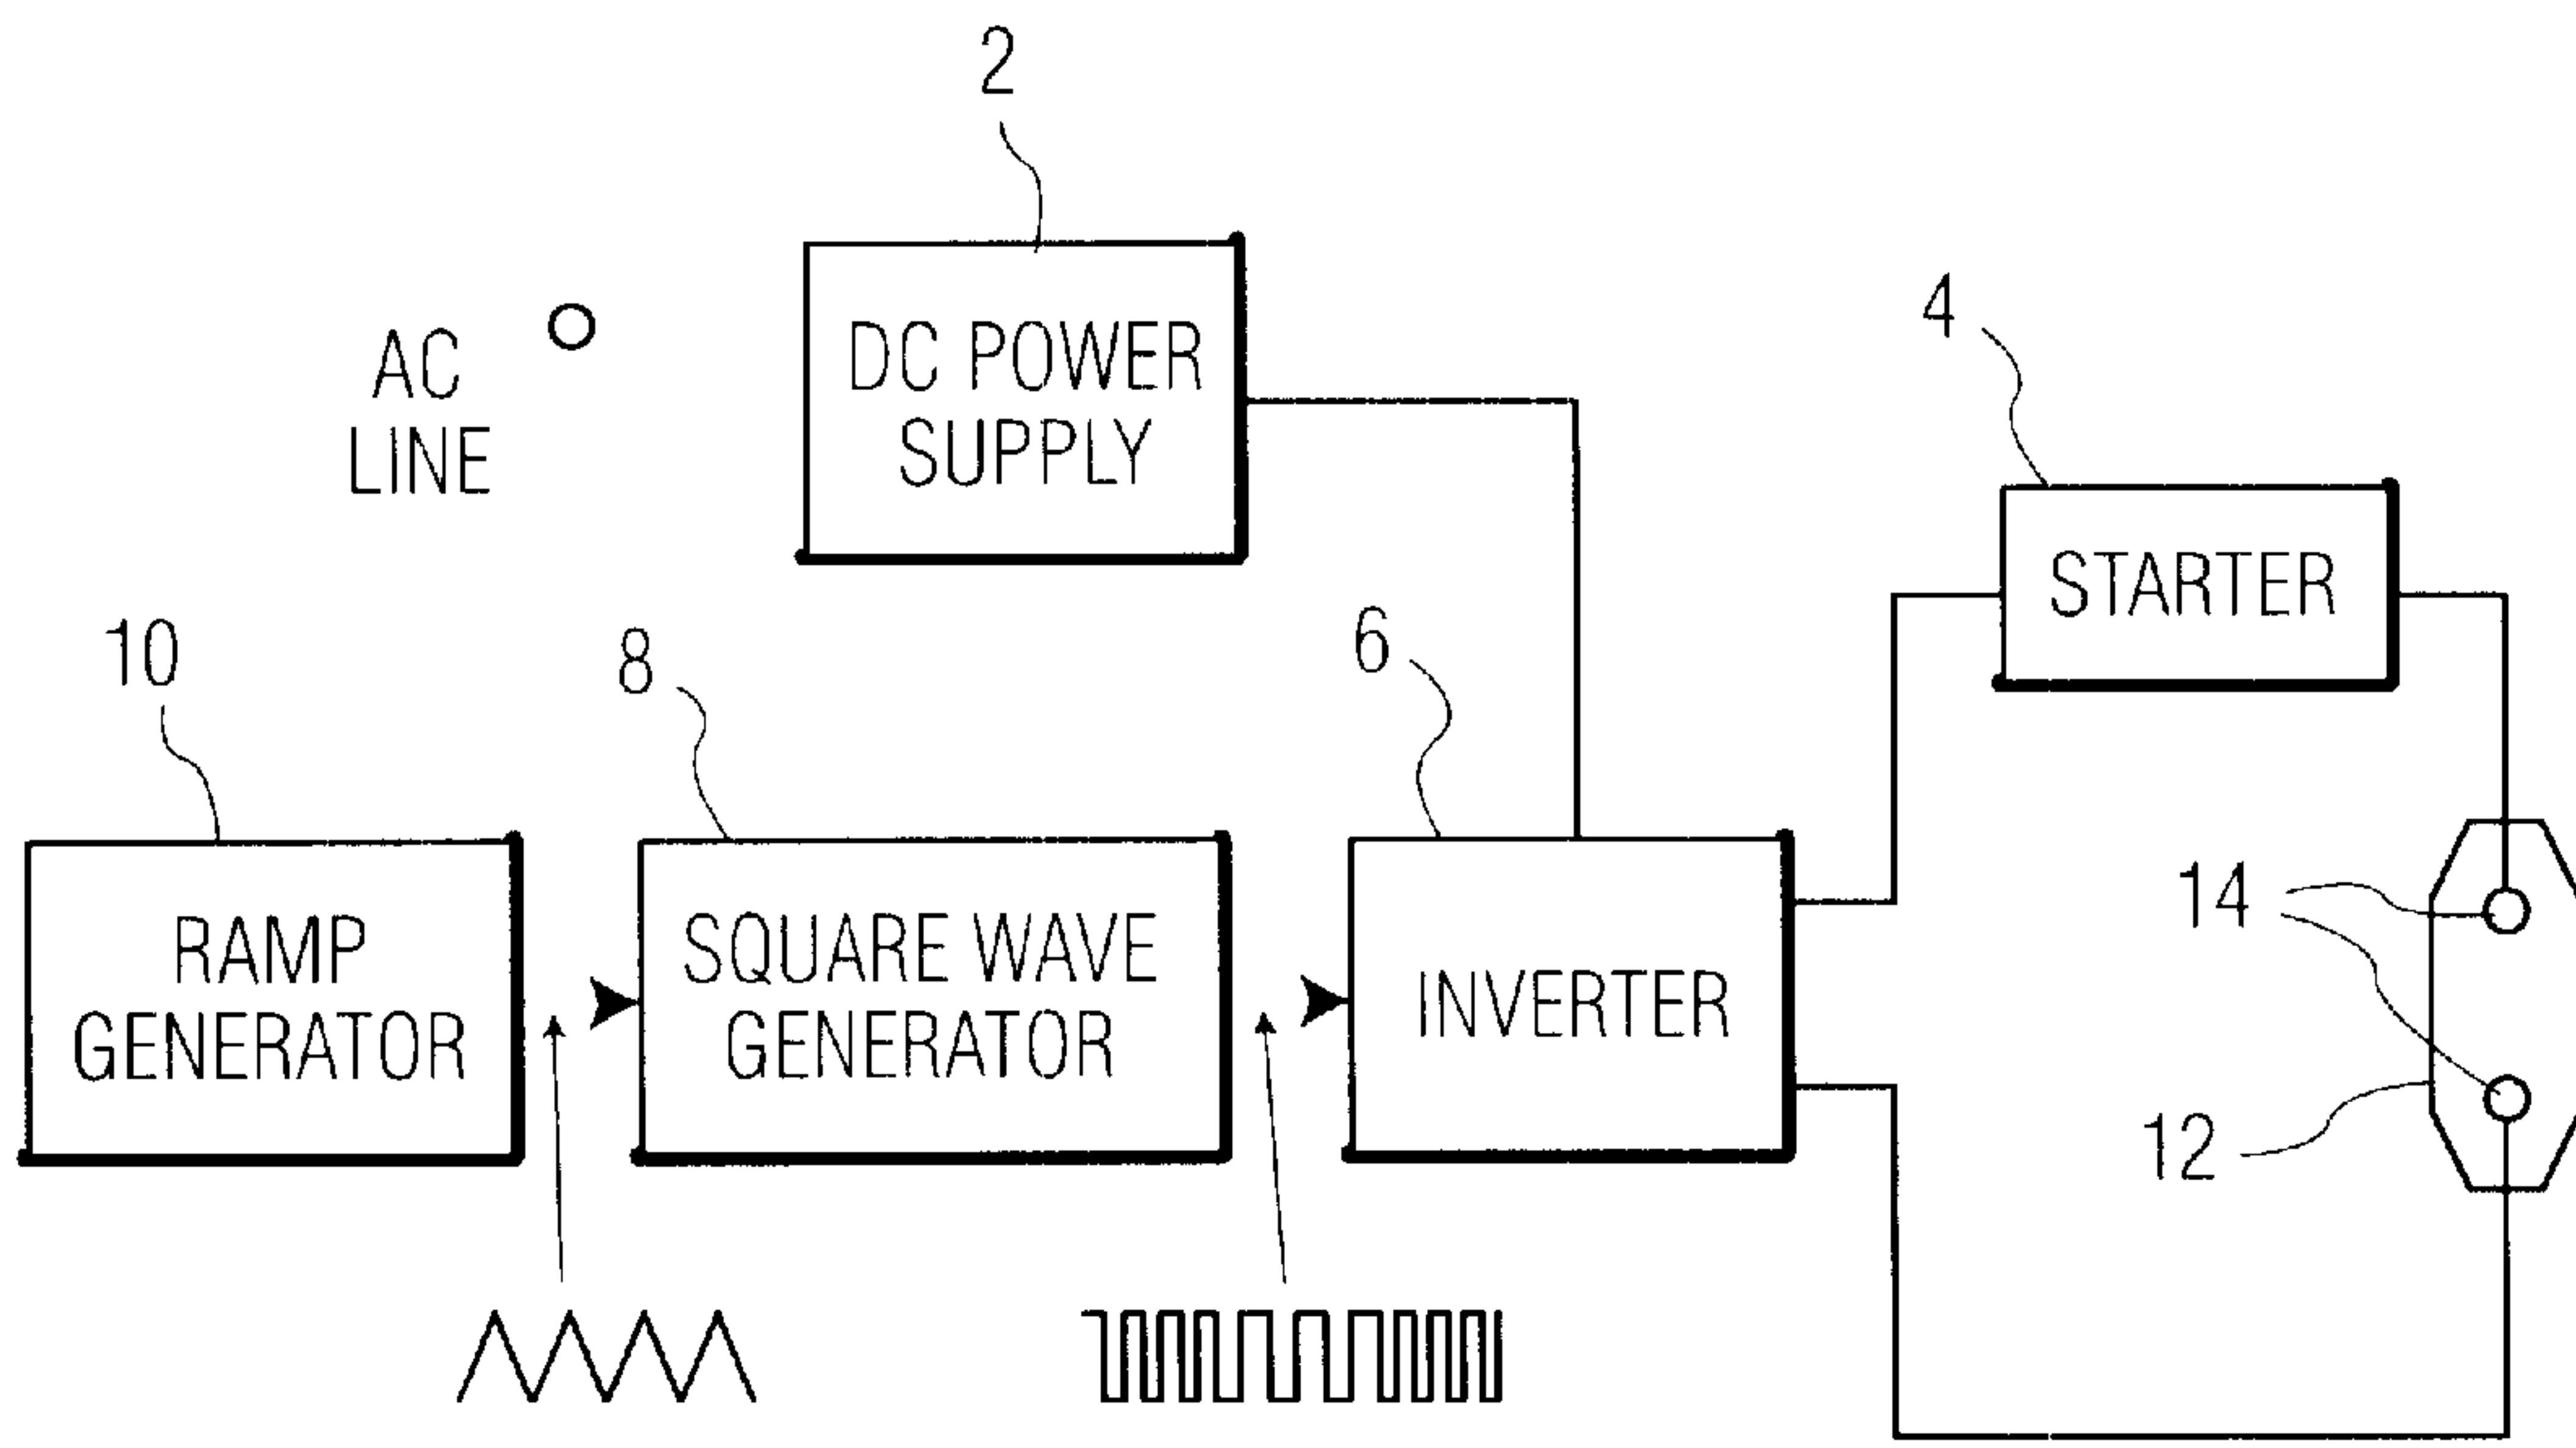 2
AC
LINE
DC POWER
SUPPLY
4
STARTER
10
8
6
RAMP
GENERATOR
SQUARE WAVE
GENERATOR
INVERTER
14
12